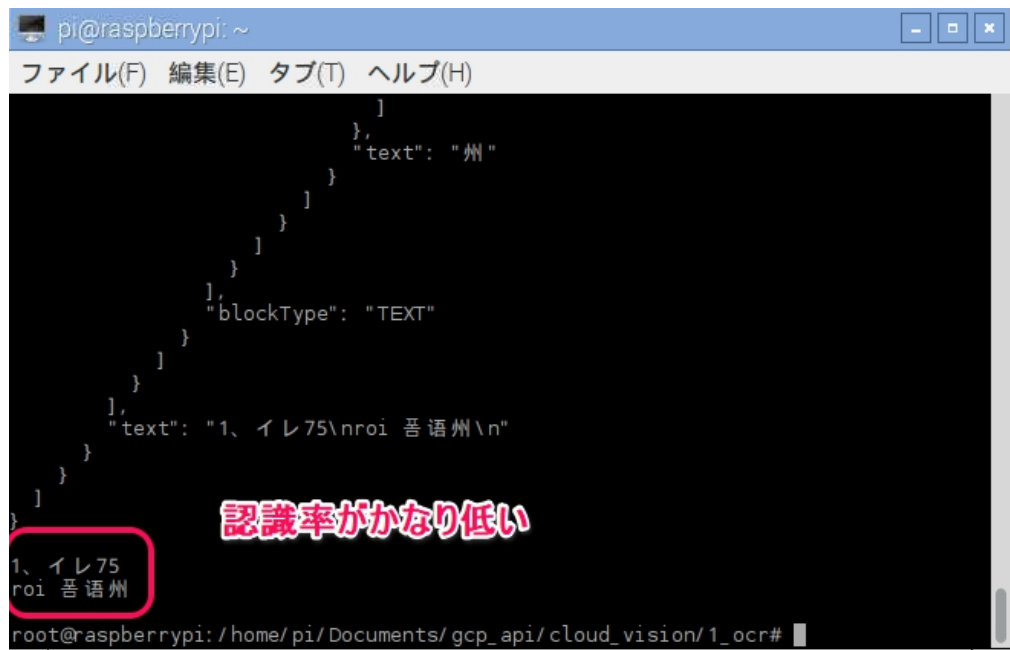 pi@raspberrypi: ~
ファイル(F) 編集(E) タブ(T) ヘルプ(H)
]
},
"text": "州"
}
]
}
]
}
],
"blockType": "TEXT"
}
]
}
],
"text": "1、イレ75\nroi 픔语州\n"
}
}
]
}
認識率がかなり低い
1、イレ75
roi 픔语州
root@raspberrypi:/home/pi/Documents/gcp_api/cloud_vision/1_ocr#